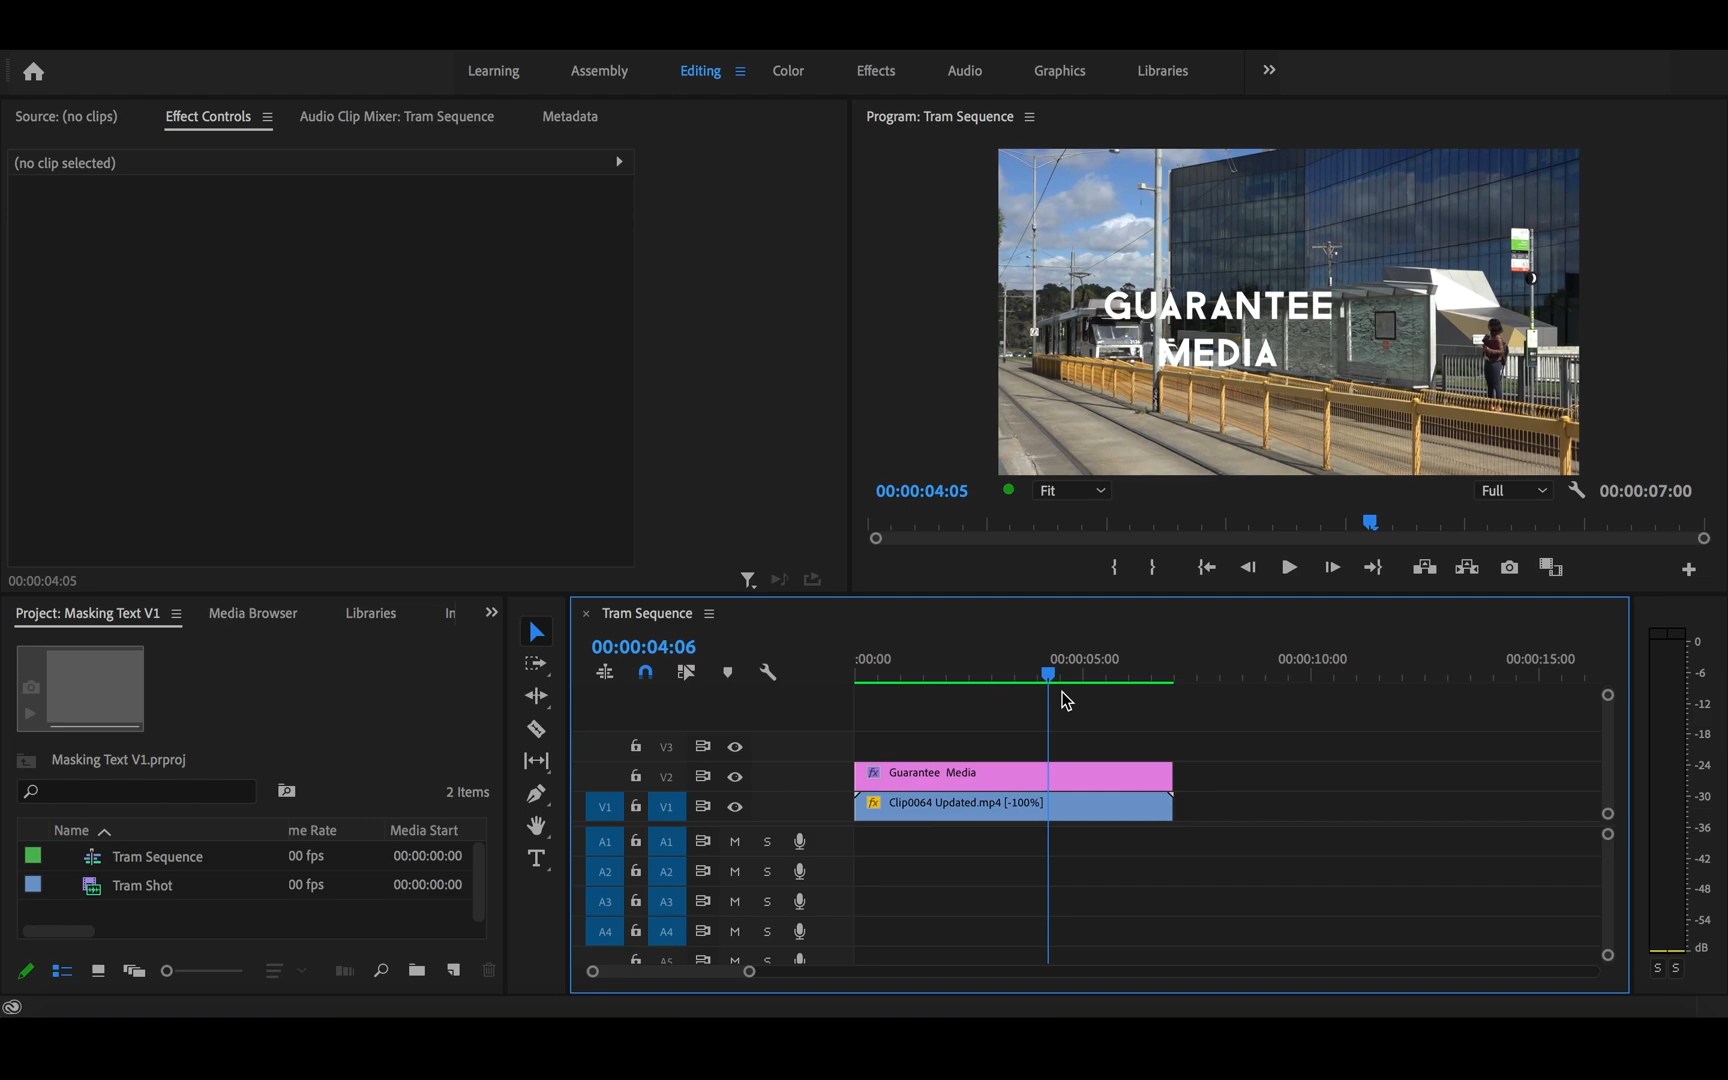 Learning Assembly Editing Color Effects Audio Graphics Libraries
Source: (no clips) Effect Controls Audio Clip Mixer: Tram Sequence Metadata
(no clip selected)
00:00:04:05
Program: Tram Sequence
GUARANTEE
MEDIA
00:00:04:05 Fit Full 00:00:07:00
Project: Masking Text V1 Media Browser Libraries In
Masking Text V1.prproj
2 Items
Name me Rate Media Start
Tram Sequence 00 fps 00:00:00:00
Tram Shot 00 fps 00:00:00:00
Tram Sequence
00:00:04:06
:00:00 00:00:05:00 00:00:10:00 00:00:15:00
V3
V2 fx Guarantee Media
V1 V1 fx Clip0064 Updated.mp4 [-100%]
A1 A1 M S
A2 A2 M S
A3 A3 M S
A4 A4 M S
A5 M S
0
-6
-12
-18
-24
-30
-36
-42
-48
-54
dB
S S